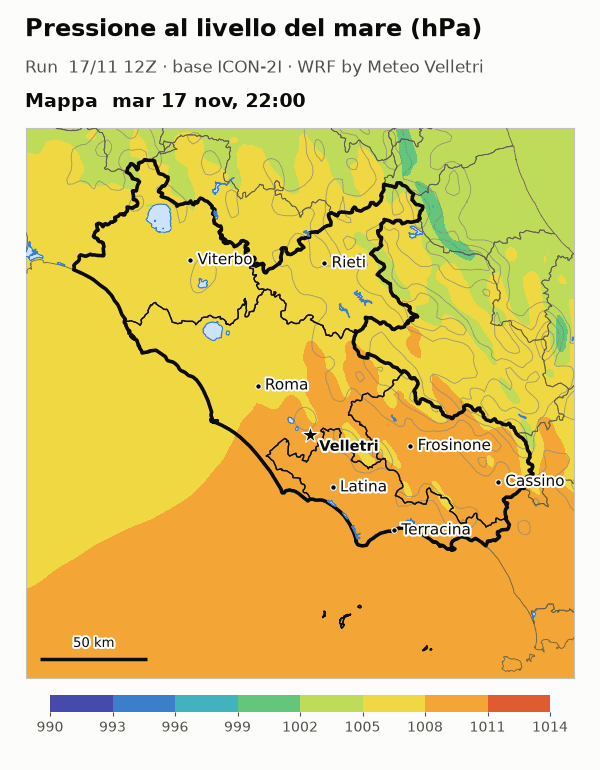 Pressione al livello del mare (hPa)
Run  17/11 12Z · base ICON-2I · WRF by Meteo Velletri
Mappa  mar 17 nov, 22:00
Viterbo
Rieti
Roma
Velletri
Frosinone
Latina
Cassino
Terracina
50 km
990 993 996 999 1002 1005 1008 1011 1014